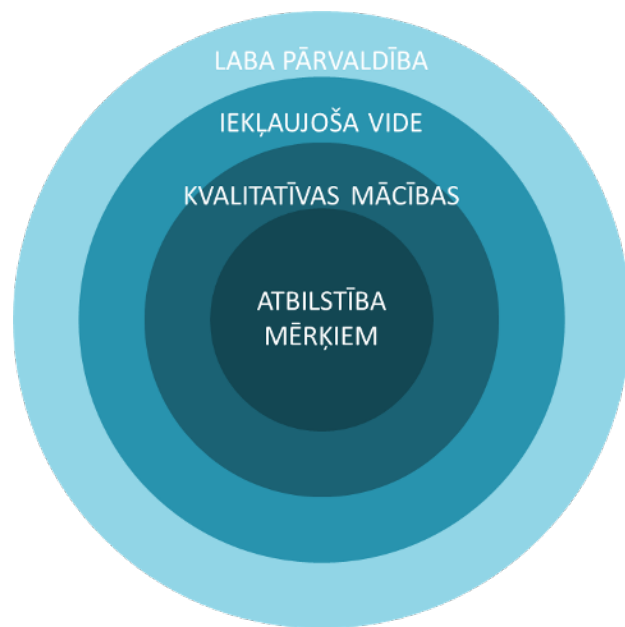 LABA PĀRVALDĪBA
IEKĻAUJOŠA VIDE
KVALITATĪVAS MĀCĪBAS
ATBILSTĪBA
MĒRĶIEM